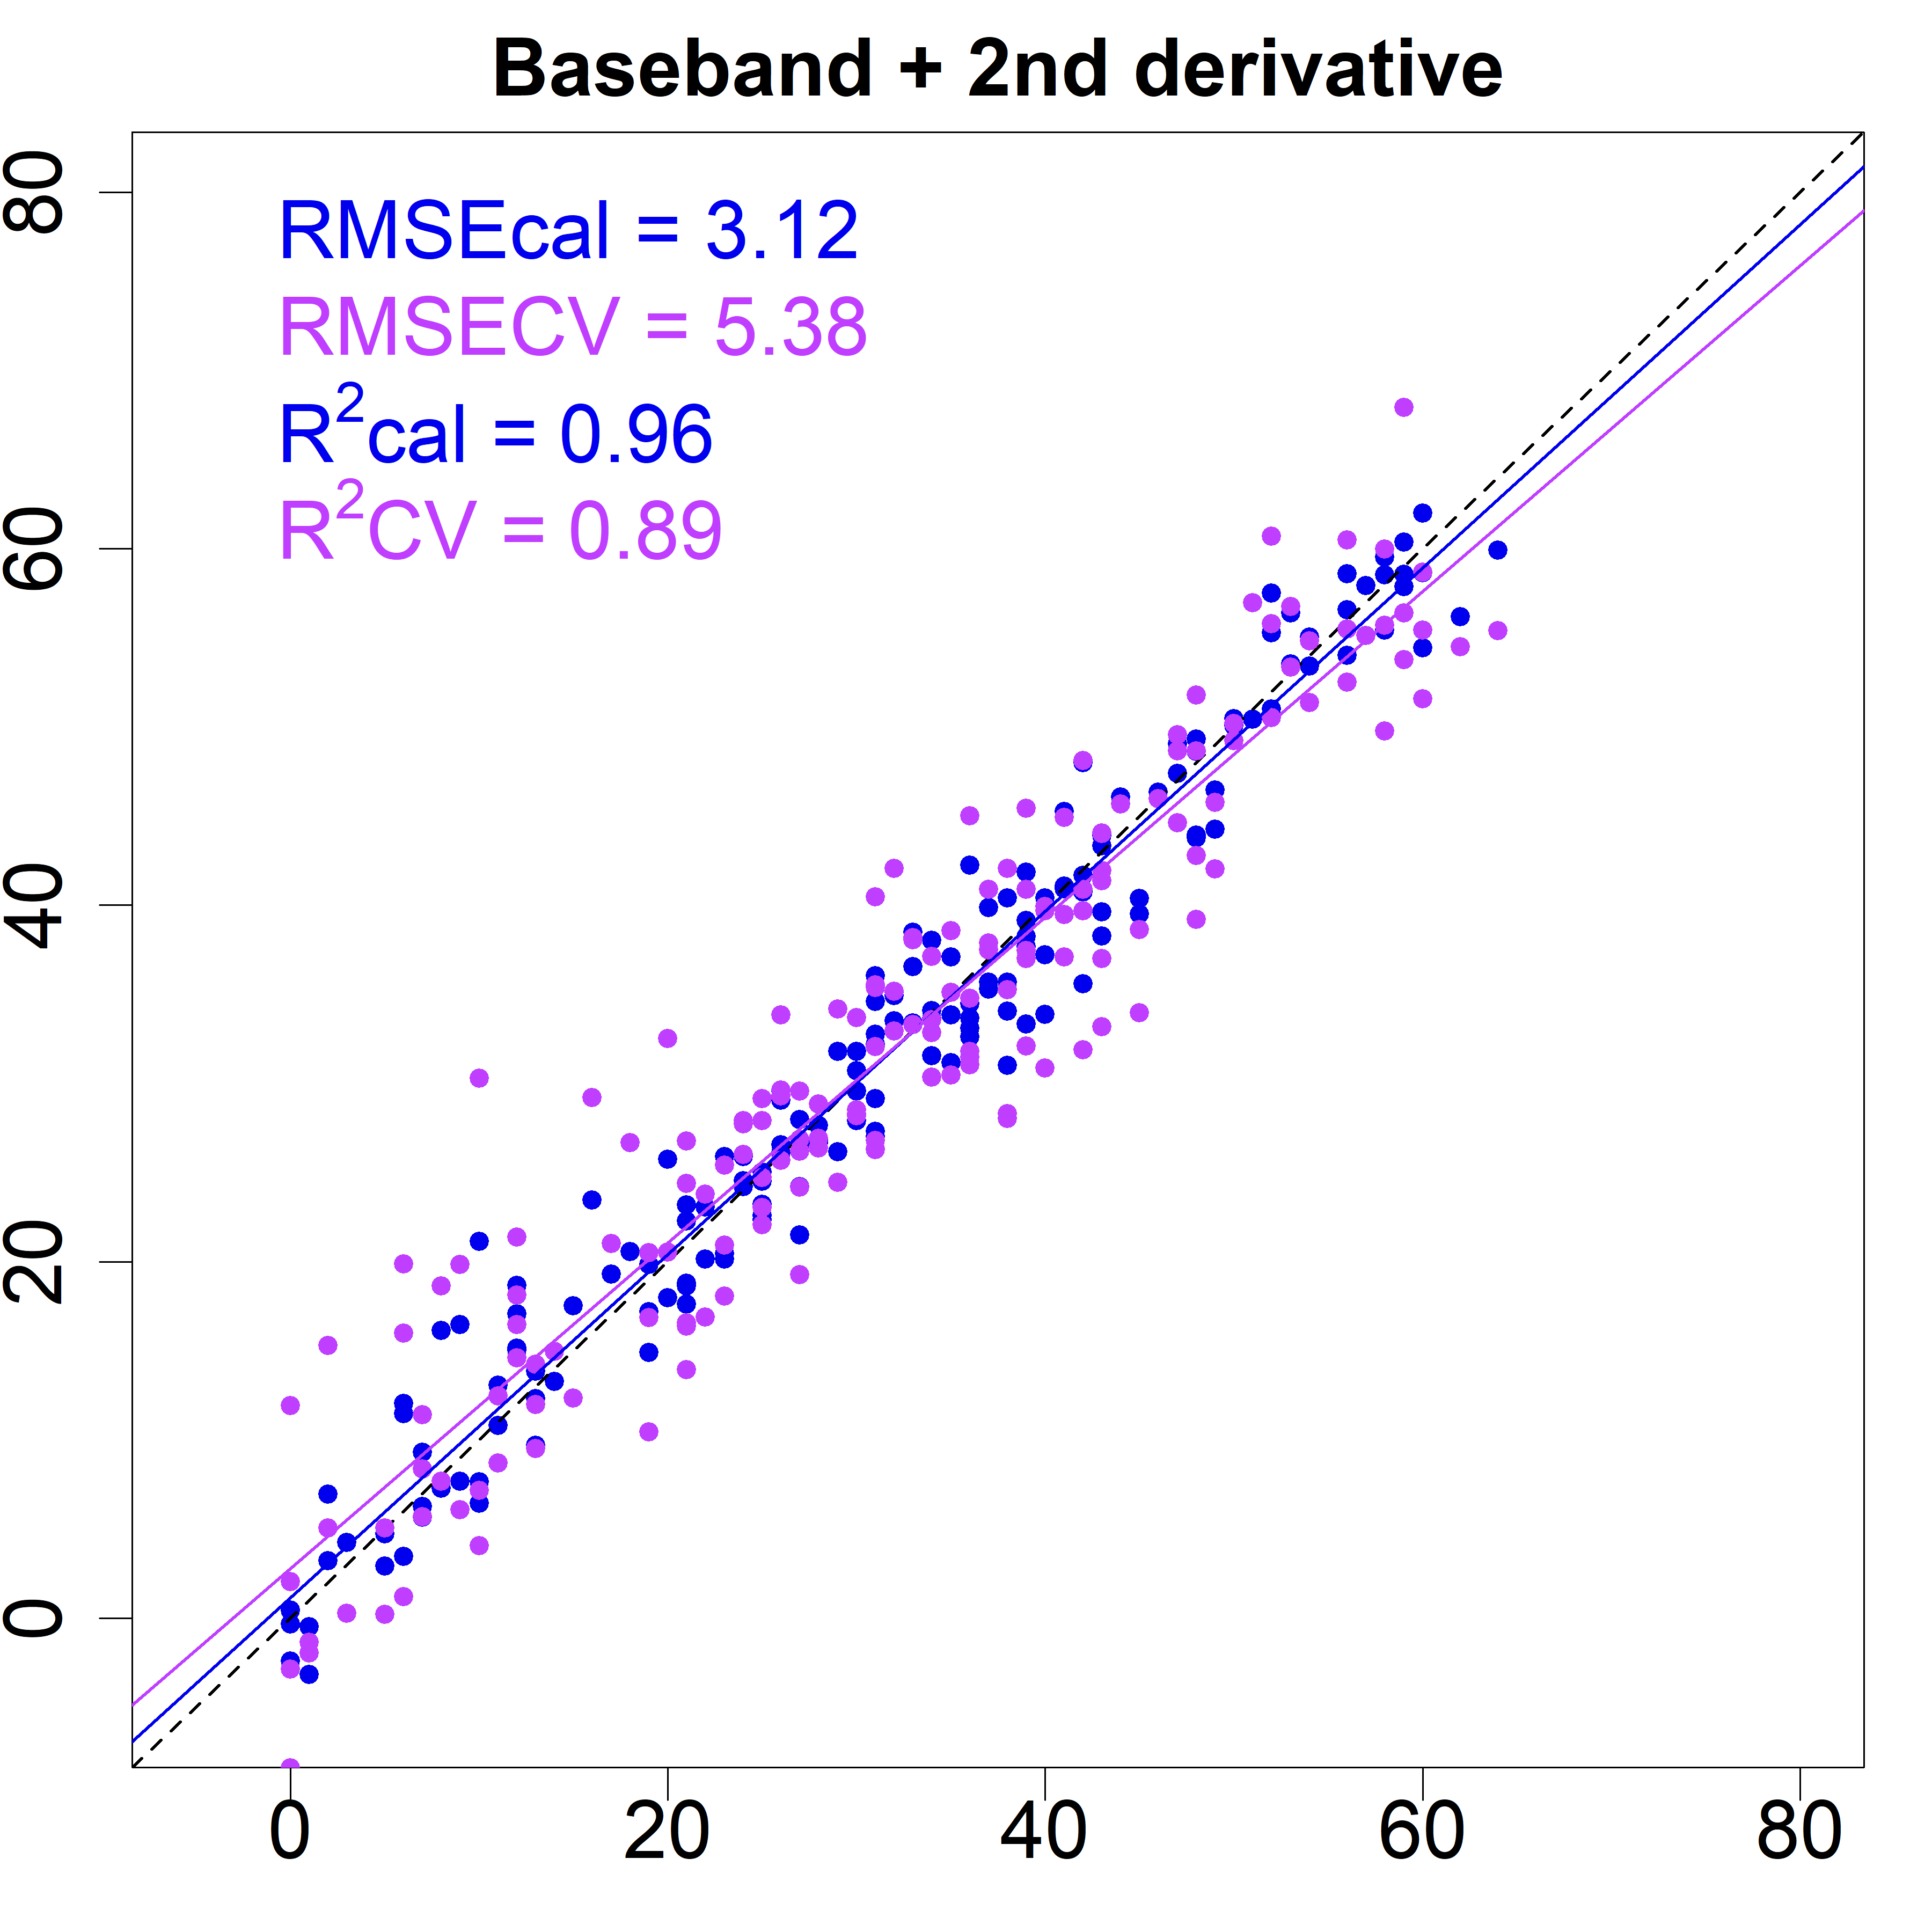 Baseband + 2nd derivative
RMSEcal = 3.12
RMSECV = 5.38
R²cal = 0.96
R²CV = 0.89
80
60
40
20
0
0 20 40 60 80